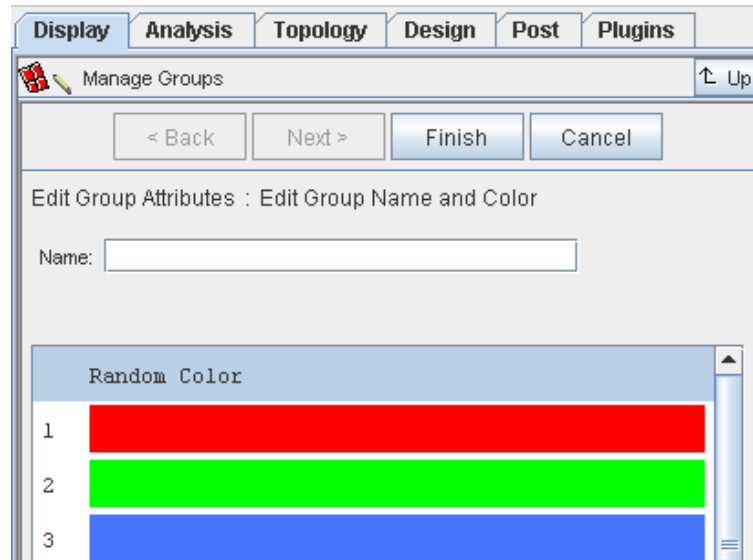 Display Analysis Topology Design Post Plugins
Manage Groups Up
< Back Next > Finish Cancel
Edit Group Attributes : Edit Group Name and Color
Name:
Random Color
1
2
3